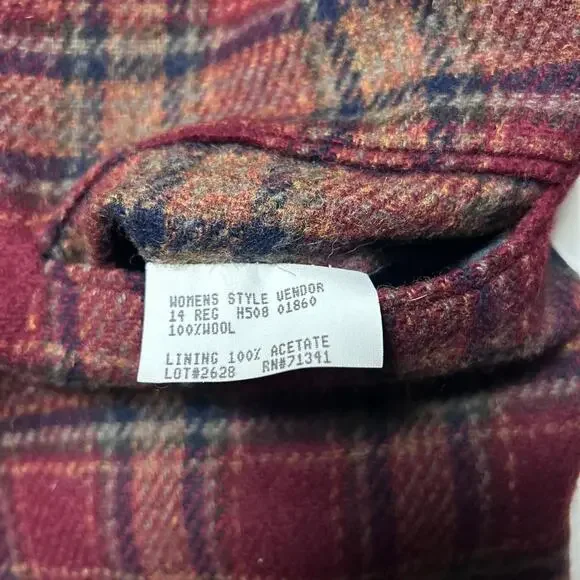 WOMENS STYLE VENDOR
14 REG H508 01860
100%WOOL
LINING 100% ACETATE
LOT#2628 RN#71341